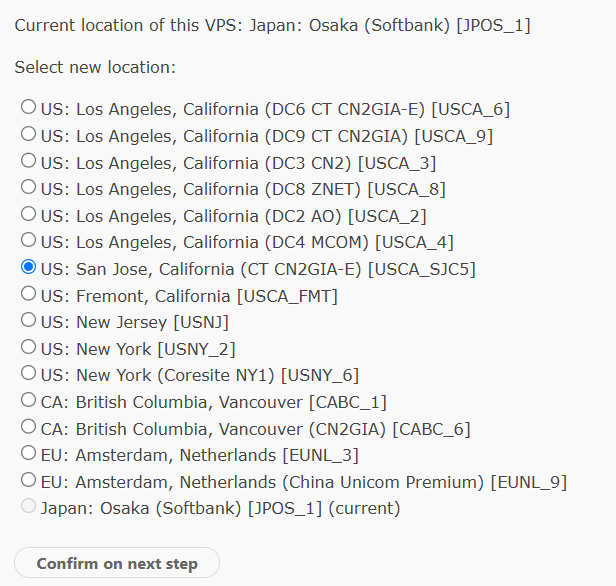 Current location of this VPS: Japan: Osaka (Softbank) [JPOS_1]
Select new location:
US: Los Angeles, California (DC6 CT CN2GIA-E) [USCA_6]
US: Los Angeles, California (DC9 CT CN2GIA) [USCA_9]
US: Los Angeles, California (DC3 CN2) [USCA_3]
US: Los Angeles, California (DC8 ZNET) [USCA_8]
US: Los Angeles, California (DC2 AO) [USCA_2]
US: Los Angeles, California (DC4 MCOM) [USCA_4]
US: San Jose, California (CT CN2GIA-E) [USCA_SJC5]
US: Fremont, California [USCA_FMT]
US: New Jersey [USNJ]
US: New York [USNY_2]
US: New York (Coresite NY1) [USNY_6]
CA: British Columbia, Vancouver [CABC_1]
CA: British Columbia, Vancouver (CN2GIA) [CABC_6]
EU: Amsterdam, Netherlands [EUNL_3]
EU: Amsterdam, Netherlands (China Unicom Premium) [EUNL_9]
Japan: Osaka (Softbank) [JPOS_1] (current)
Confirm on next step